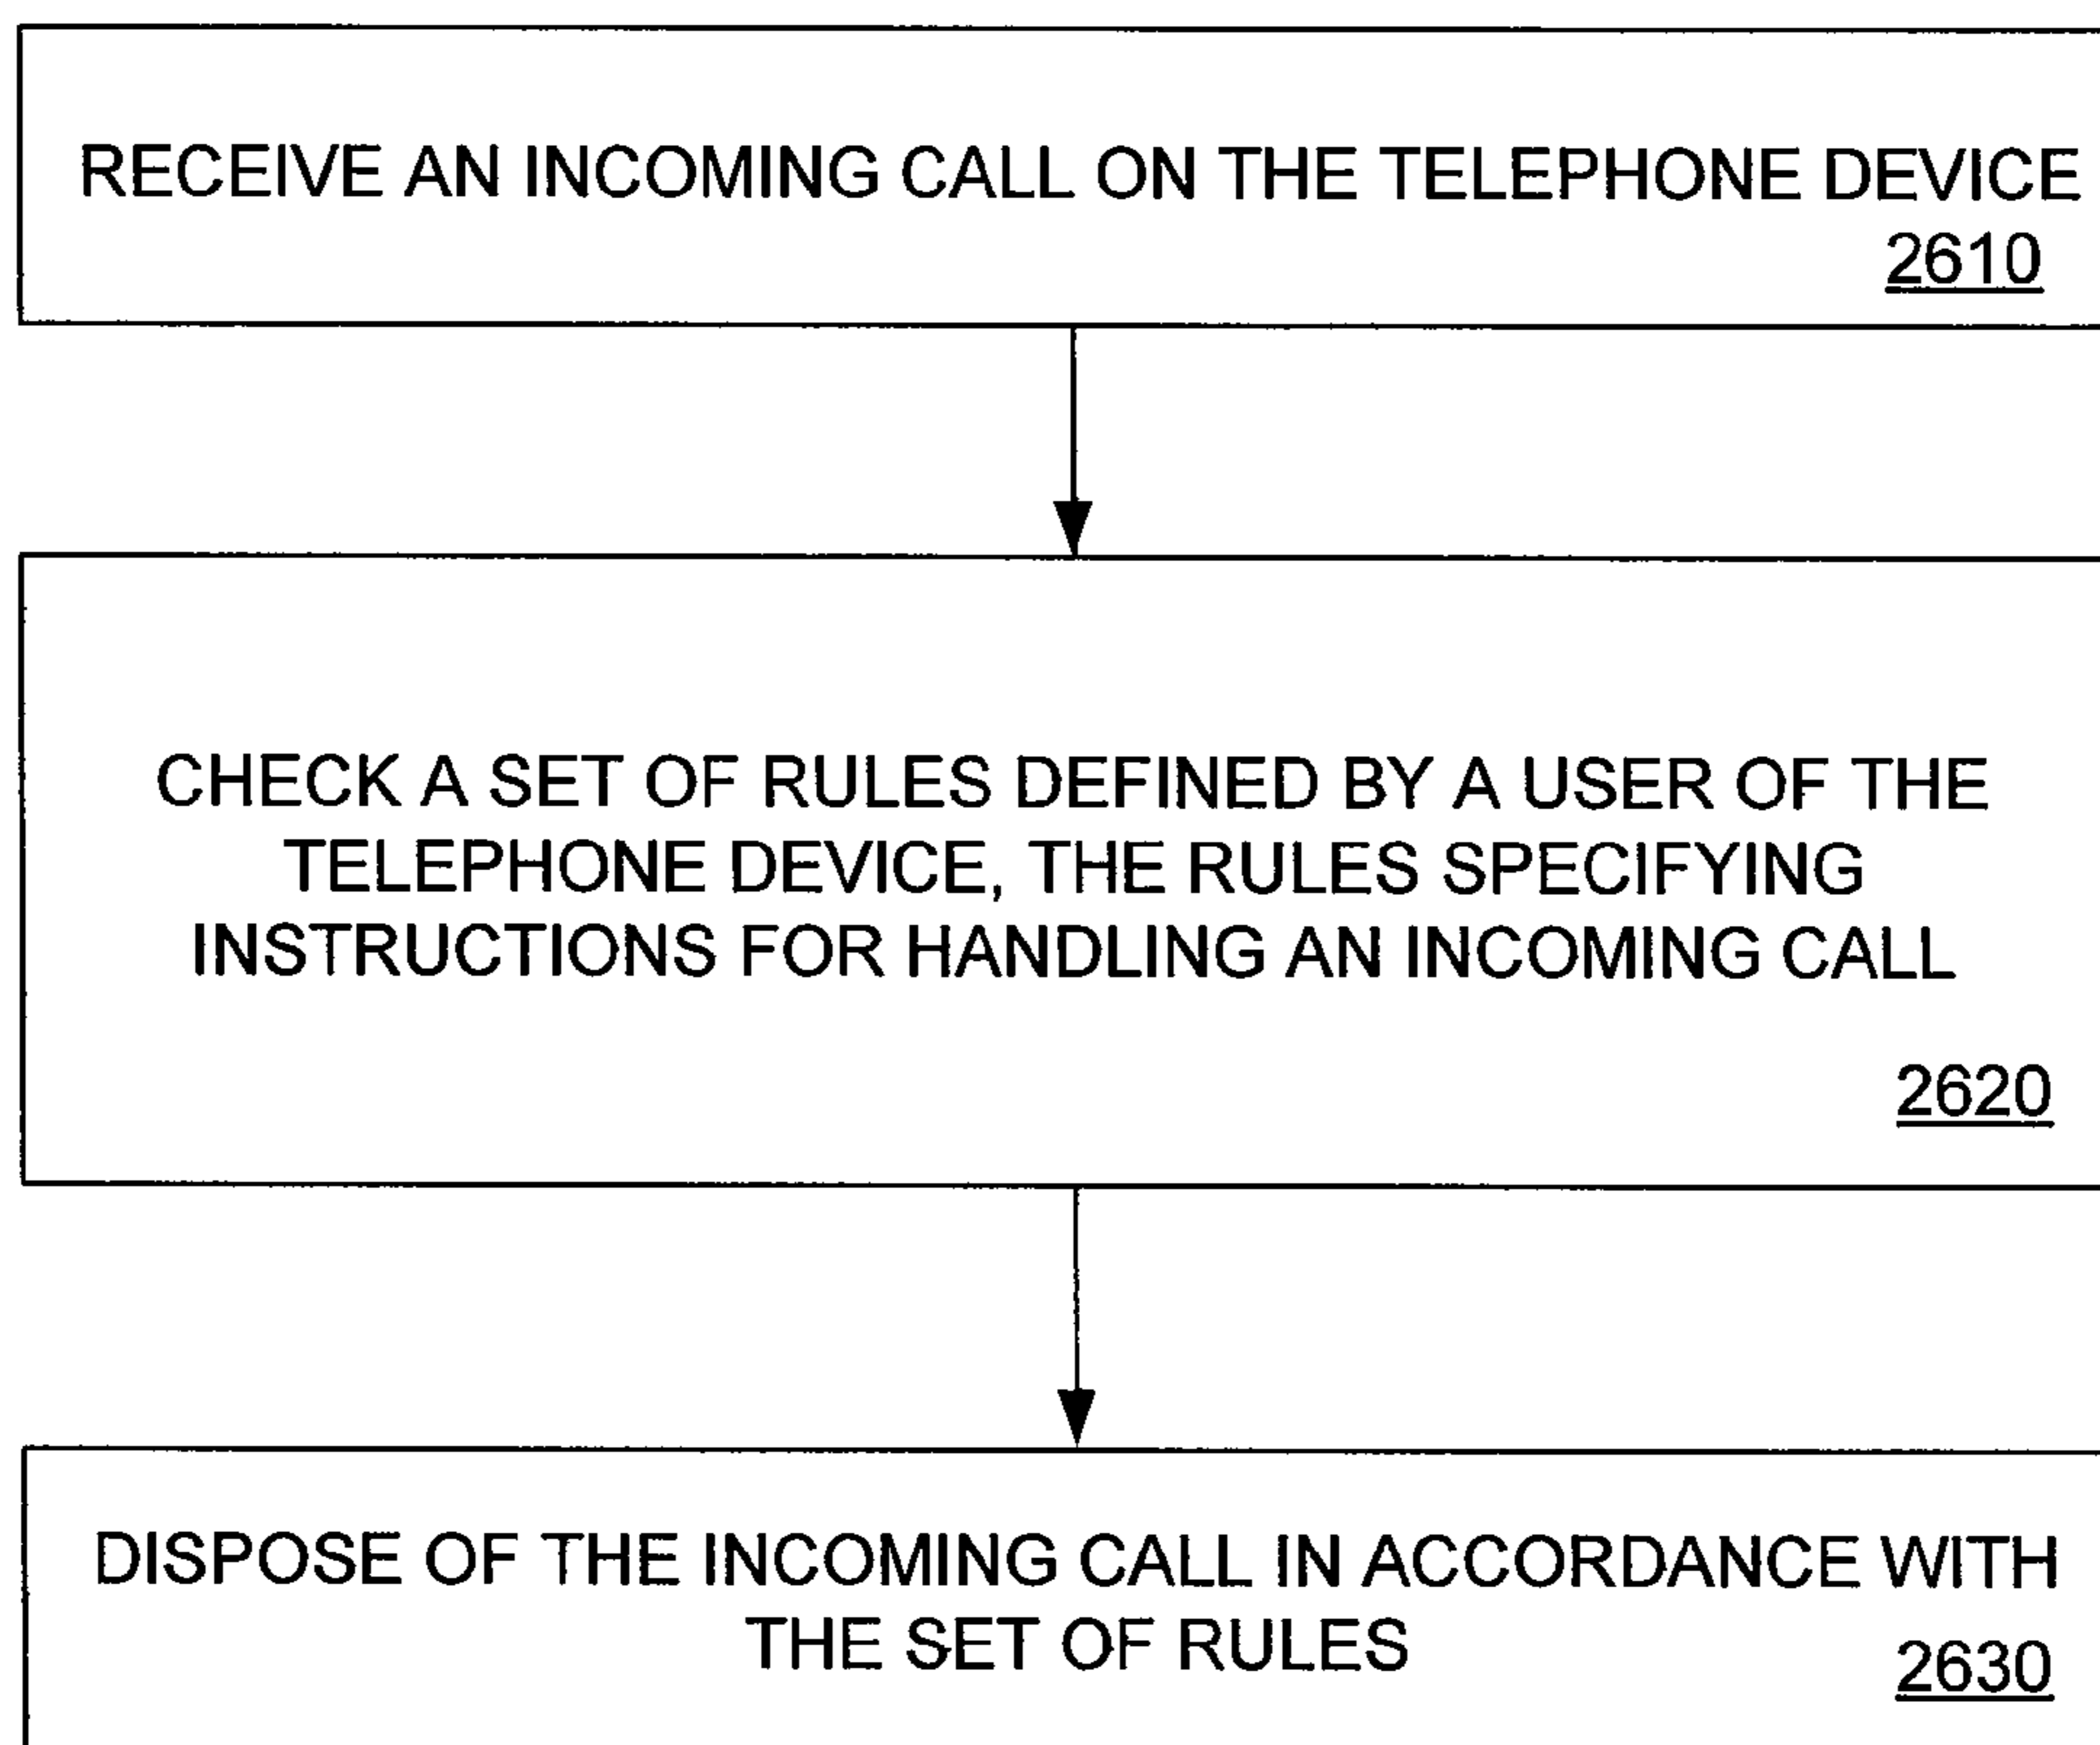 RECEIVE AN INCOMING CALL ON THE TELEPHONE DEVICE
2610
CHECK A SET OF RULES DEFINED BY A USER OF THE
TELEPHONE DEVICE, THE RULES SPECIFYING
INSTRUCTIONS FOR HANDLING AN INCOMING CALL
2620
DISPOSE OF THE INCOMING CALL IN ACCORDANCE WITH
THE SET OF RULES
2630